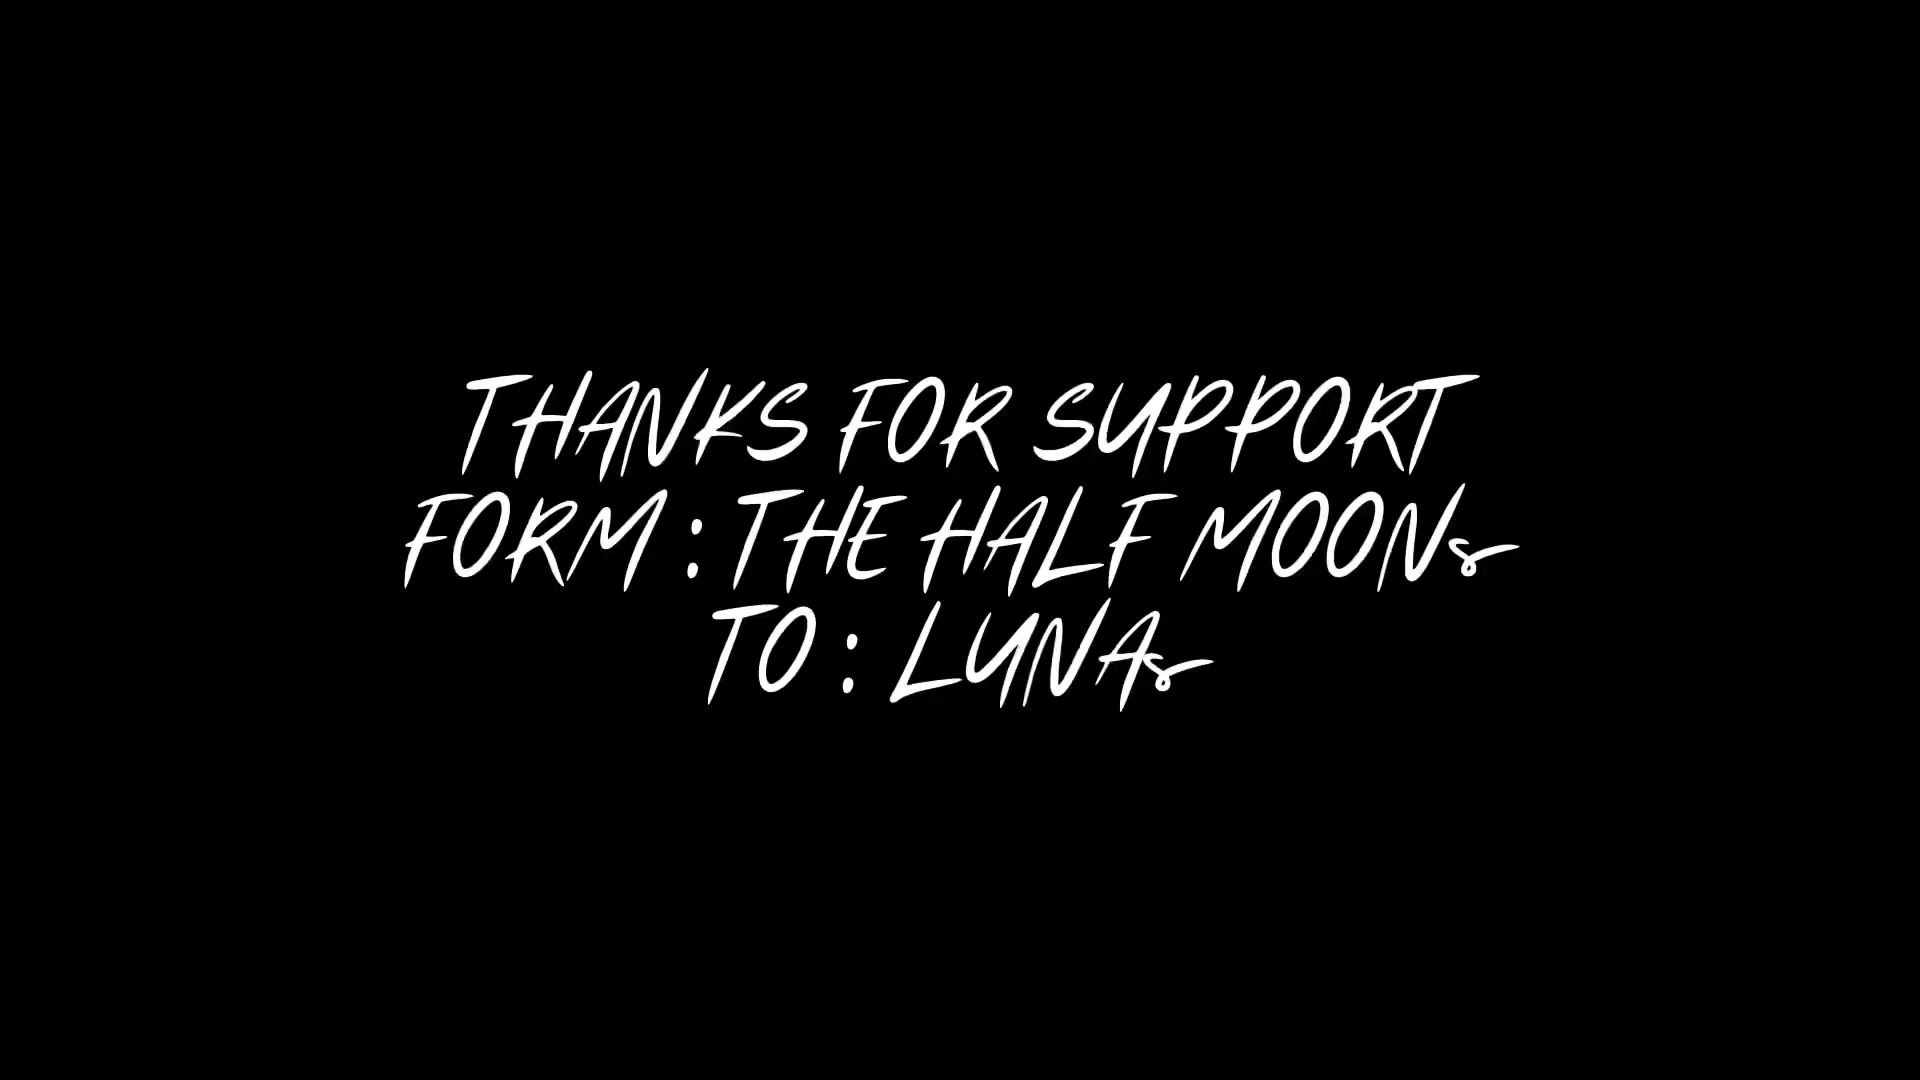 THANKS FOR SUPPORT
FORM : THE HALF MOONs
TO : LUNAs